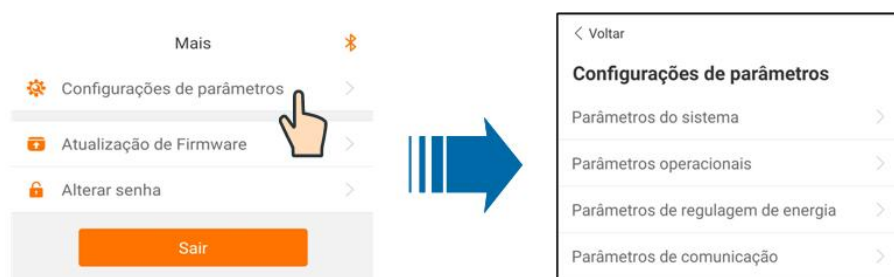 Mais
Configurações de parâmetros
Atualização de Firmware
Alterar senha
Sair
Voltar
Configurações de parâmetros
Parâmetros do sistema
Parâmetros operacionais
Parâmetros de regulagem de energia
Parâmetros de comunicação